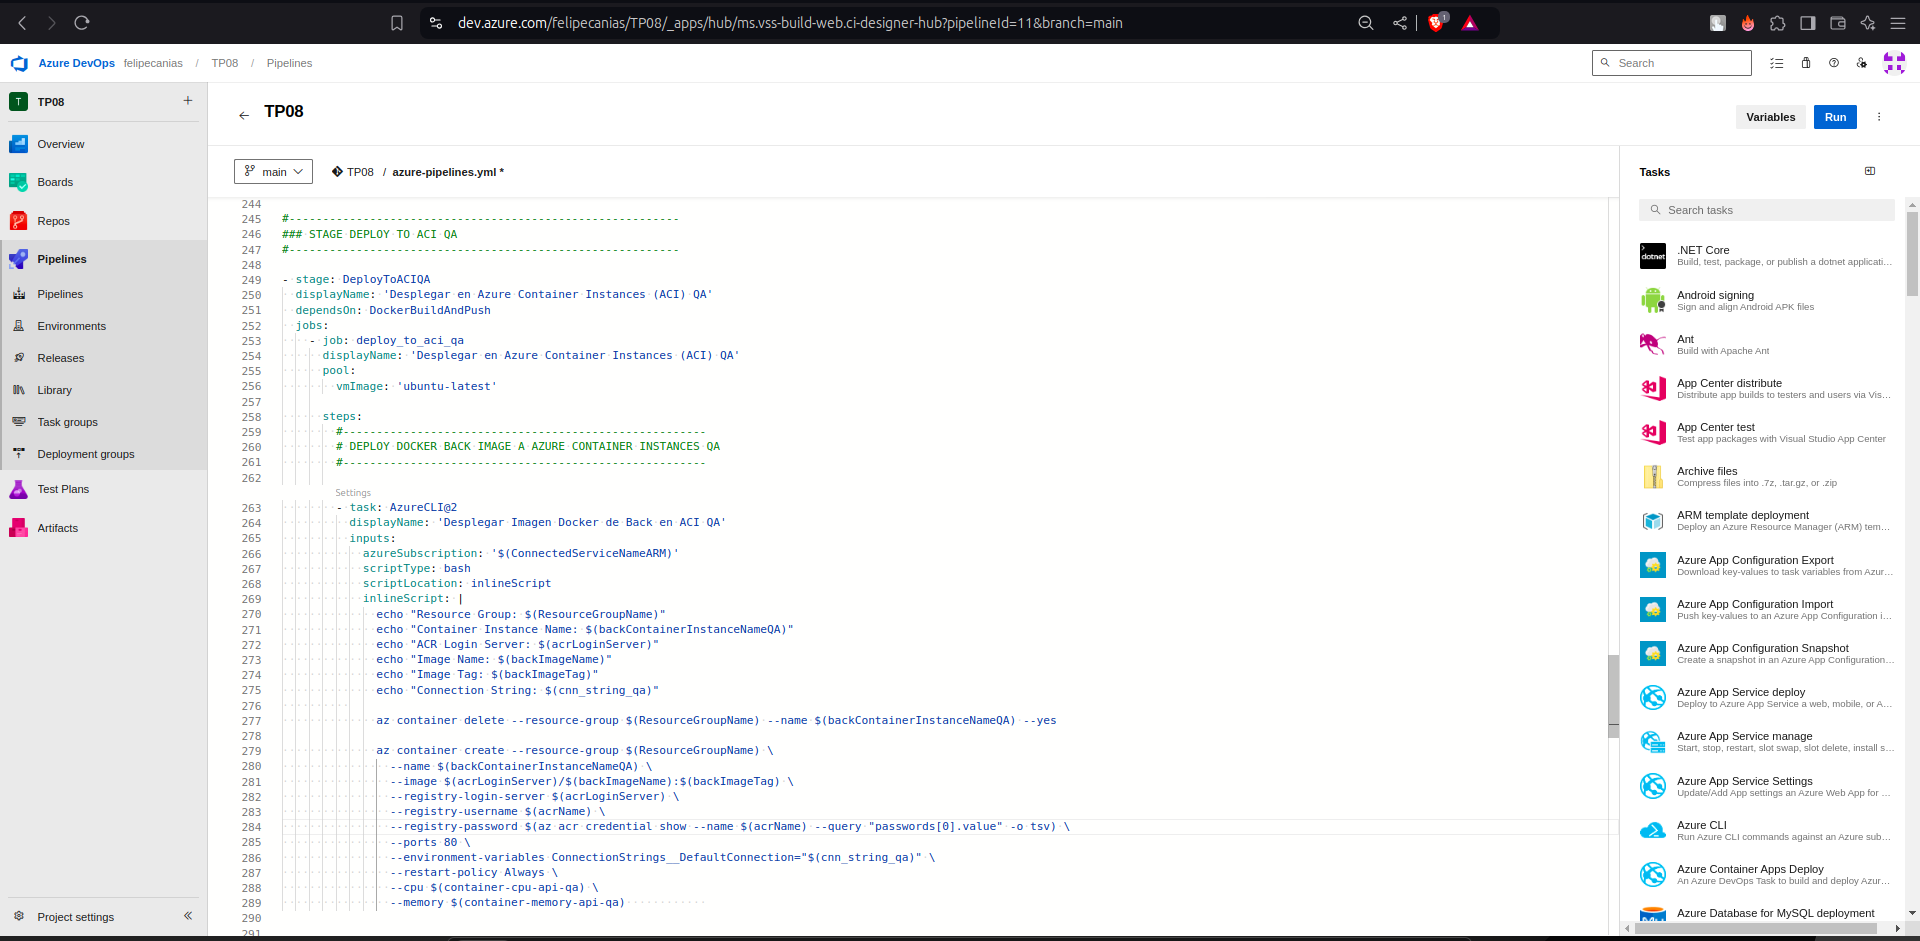 dev.azure.com/felipecanias/TP08/_apps/hub/ms.vss-build-web.ci-designer-hub?pipelineId=11&branch=main
1
Azure DevOps felipecanias / TP08 / Pipelines
Search
T TP08 +
Overview
Boards
Repos
Pipelines
Pipelines
Environments
Releases
Library
Task groups
Deployment groups
Test Plans
Artifacts
Project settings
TP08
Variables
Run
main
TP08 / azure-pipelines.yml *
244
245 #----------------------------------------------------------
246 ### STAGE DEPLOY TO ACI QA
247 #----------------------------------------------------------
248
249 - stage: DeployToACIQA
250 displayName: 'Desplegar en Azure Container Instances (ACI) QA'
251 dependsOn: DockerBuildAndPush
252 jobs:
253 - job: deploy_to_aci_qa
254 displayName: 'Desplegar en Azure Container Instances (ACI) QA'
255 pool:
256 vmImage: 'ubuntu-latest'
257
258 steps:
259 #------------------------------------------------------
260 # DEPLOY DOCKER BACK IMAGE A AZURE CONTAINER INSTANCES QA
261 #------------------------------------------------------
262
Settings
263 - task: AzureCLI@2
264 displayName: 'Desplegar Imagen Docker de Back en ACI QA'
265 inputs:
266 azureSubscription: '$(ConnectedServiceNameARM)'
267 scriptType: bash
268 scriptLocation: inlineScript
269 inlineScript: |
270 echo "Resource Group: $(ResourceGroupName)"
271 echo "Container Instance Name: $(backContainerInstanceNameQA)"
272 echo "ACR Login Server: $(acrLoginServer)"
273 echo "Image Name: $(backImageName)"
274 echo "Image Tag: $(backImageTag)"
275 echo "Connection String: $(cnn_string_qa)"
276
277 az container delete --resource-group $(ResourceGroupName) --name $(backContainerInstanceNameQA) --yes
278
279 az container create --resource-group $(ResourceGroupName) \
280 --name $(backContainerInstanceNameQA) \
281 --image $(acrLoginServer)/$(backImageName):$(backImageTag) \
282 --registry-login-server $(acrLoginServer) \
283 --registry-username $(acrName) \
284 --registry-password $(az acr credential show --name $(acrName) --query "passwords[0].value" -o tsv) \
285 --ports 80 \
286 --environment-variables ConnectionStrings__DefaultConnection="$(cnn_string_qa)" \
287 --restart-policy Always \
288 --cpu $(container-cpu-api-qa) \
289 --memory $(container-memory-api-qa)
290
291
Tasks
Search tasks
dotnet
.NET Core
Build, test, package, or publish a dotnet applicati...
Android signing
Sign and align Android APK files
Ant
Build with Apache Ant
App Center distribute
Distribute app builds to testers and users via Vis...
App Center test
Test app packages with Visual Studio App Center
Archive files
Compress files into .7z, .tar.gz, or .zip
ARM template deployment
Deploy an Azure Resource Manager (ARM) tem...
Azure App Configuration Export
Download key-values to task variables from Azur...
Azure App Configuration Import
Push key-values to an Azure App Configuration i...
Azure App Configuration Snapshot
Create a snapshot in an Azure App Configuration...
Azure App Service deploy
Deploy to Azure App Service a web, mobile, or A...
Azure App Service manage
Start, stop, restart, slot swap, slot delete, install s...
Azure App Service Settings
Update/Add App settings an Azure Web App for ...
Azure CLI
Run Azure CLI commands against an Azure sub...
Azure Container Apps Deploy
An Azure DevOps Task to build and deploy Azur...
Azure Database for MySQL deployment